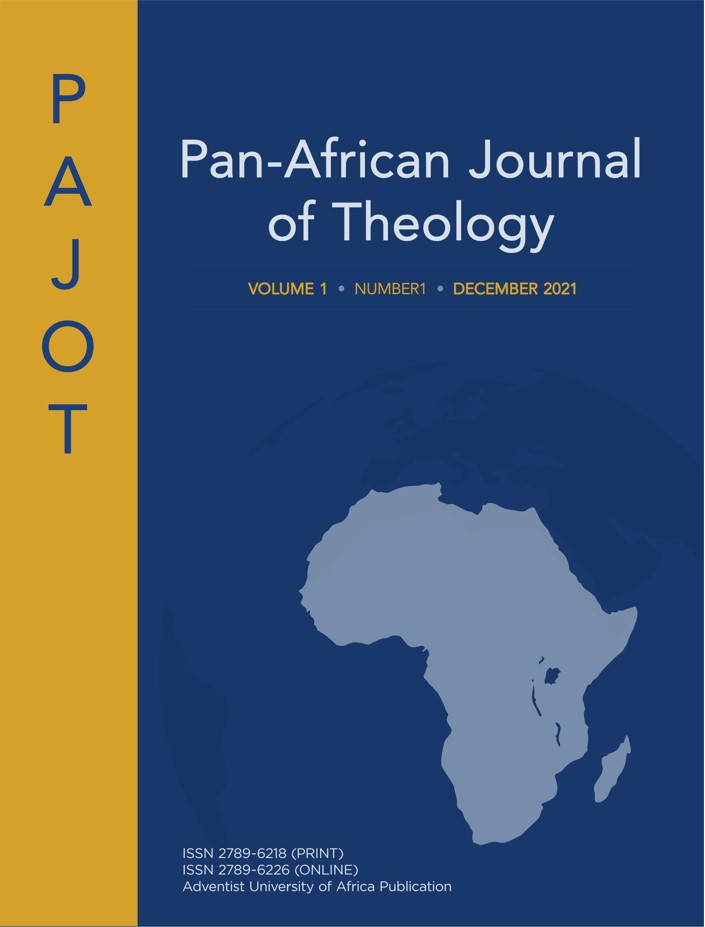 P
A
J
O
T
Pan-African Journal
of Theology
VOLUME 1 • NUMBER1 • DECEMBER 2021
ISSN 2789-6218 (PRINT)
ISSN 2789-6226 (ONLINE)
Adventist University of Africa Publication